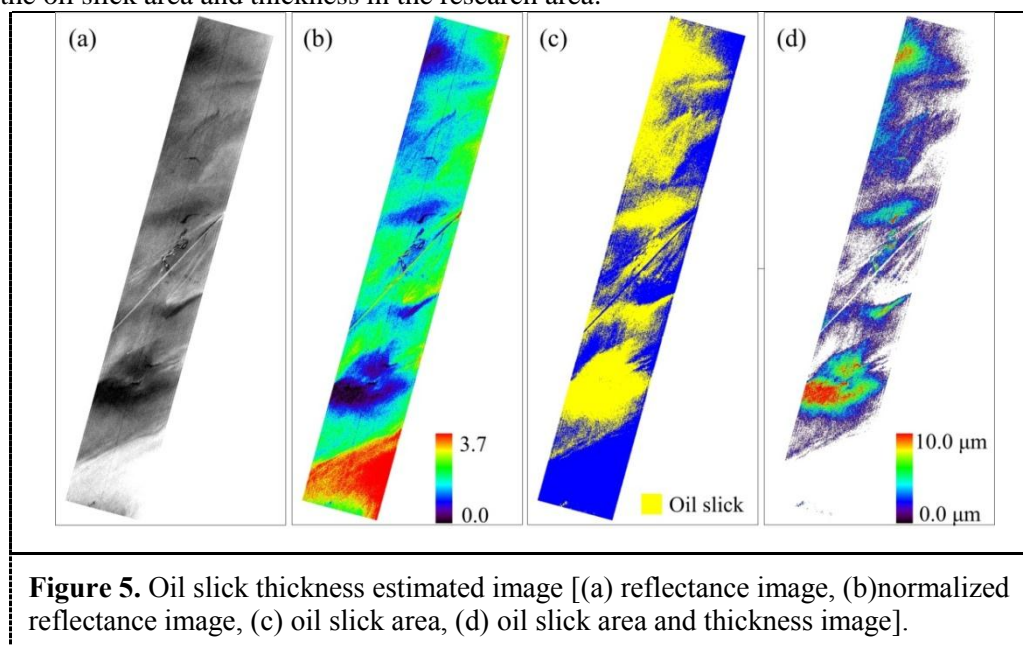 the oil slick area and thickness in the research area.
(a) (b) (c) (d)
3.7 10.0 μm
0.0 Oil slick 0.0 μm
Figure 5. Oil slick thickness estimated image [(a) reflectance image, (b)normalized
reflectance image, (c) oil slick area, (d) oil slick area and thickness image].